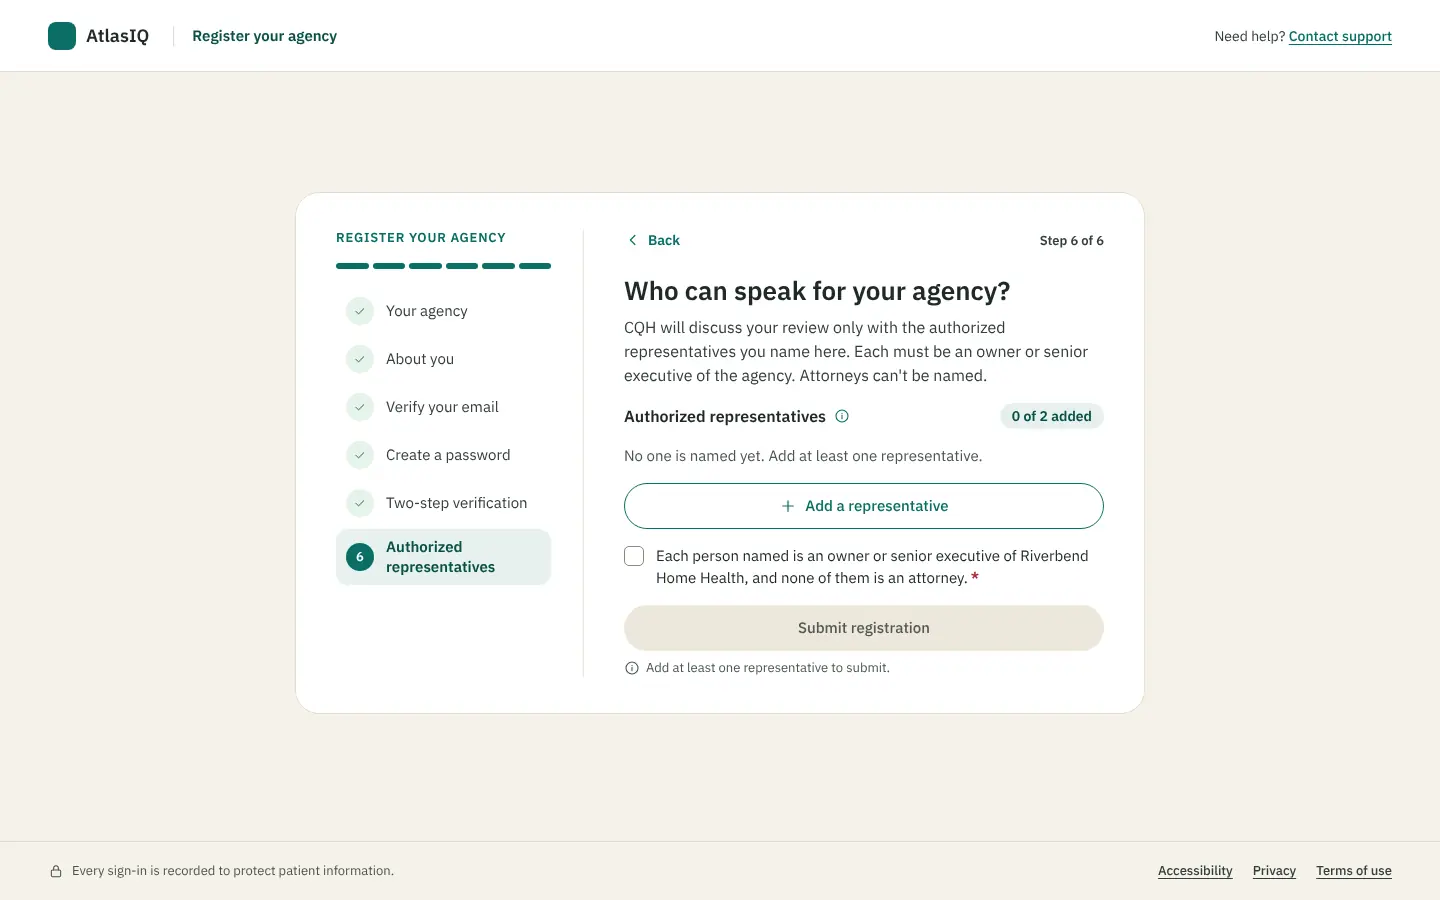 AtlasIQ
Register your agency
Need help? Contact support
REGISTER YOUR AGENCY
Your agency
About you
Verify your email
Create a password
Two-step verification
6
Authorized
representatives
Back
Step 6 of 6
Who can speak for your agency?
CQH will discuss your review only with the authorized
representatives you name here. Each must be an owner or senior
executive of the agency. Attorneys can't be named.
Authorized representatives
0 of 2 added
No one is named yet. Add at least one representative.
+ Add a representative
Each person named is an owner or senior executive of Riverbend
Home Health, and none of them is an attorney. *
Submit registration
Add at least one representative to submit.
Every sign-in is recorded to protect patient information.
Accessibility
Privacy
Terms of use